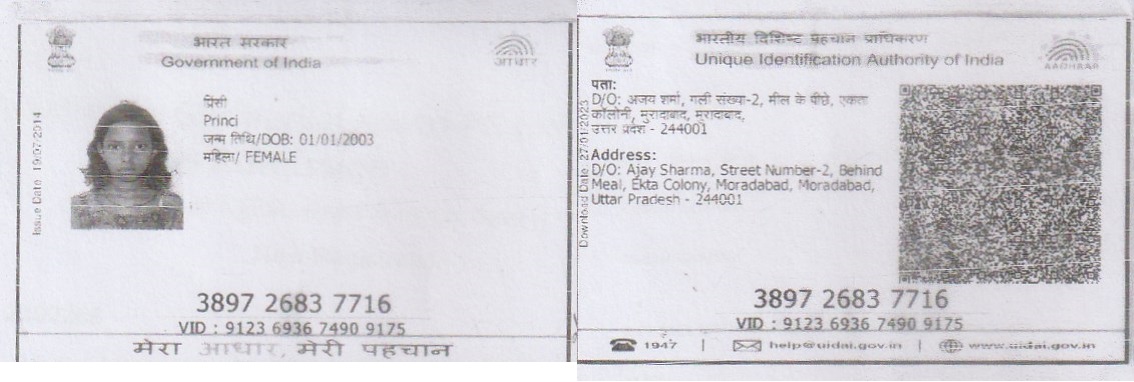 भारत सरकार
Government of India
आधार
Issue Date: 19/07/2014
प्रिंसी
Princi
जन्म तिथि/DOB: 01/01/2003
महिला/ FEMALE
3897 2683 7716
VID : 9123 6936 7490 9175
मेरा आधार, मेरी पहचान
भारतीय विशिष्ट पहचान प्राधिकरण
Unique Identification Authority of India
AADHAAR
Download Date: 27/01/2023
पता:
D/O: अजय शर्मा, गली संख्या-2, मील के पीछे, एकता
कॉलोनी, मुरादाबाद, मुरादाबाद,
उत्तर प्रदेश - 244001
Address:
D/O: Ajay Sharma, Street Number-2, Behind
Meal, Ekta Colony, Moradabad, Moradabad,
Uttar Pradesh - 244001
3897 2683 7716
VID : 9123 6936 7490 9175
1947 | help@uidai.gov.in | www.uidai.gov.in